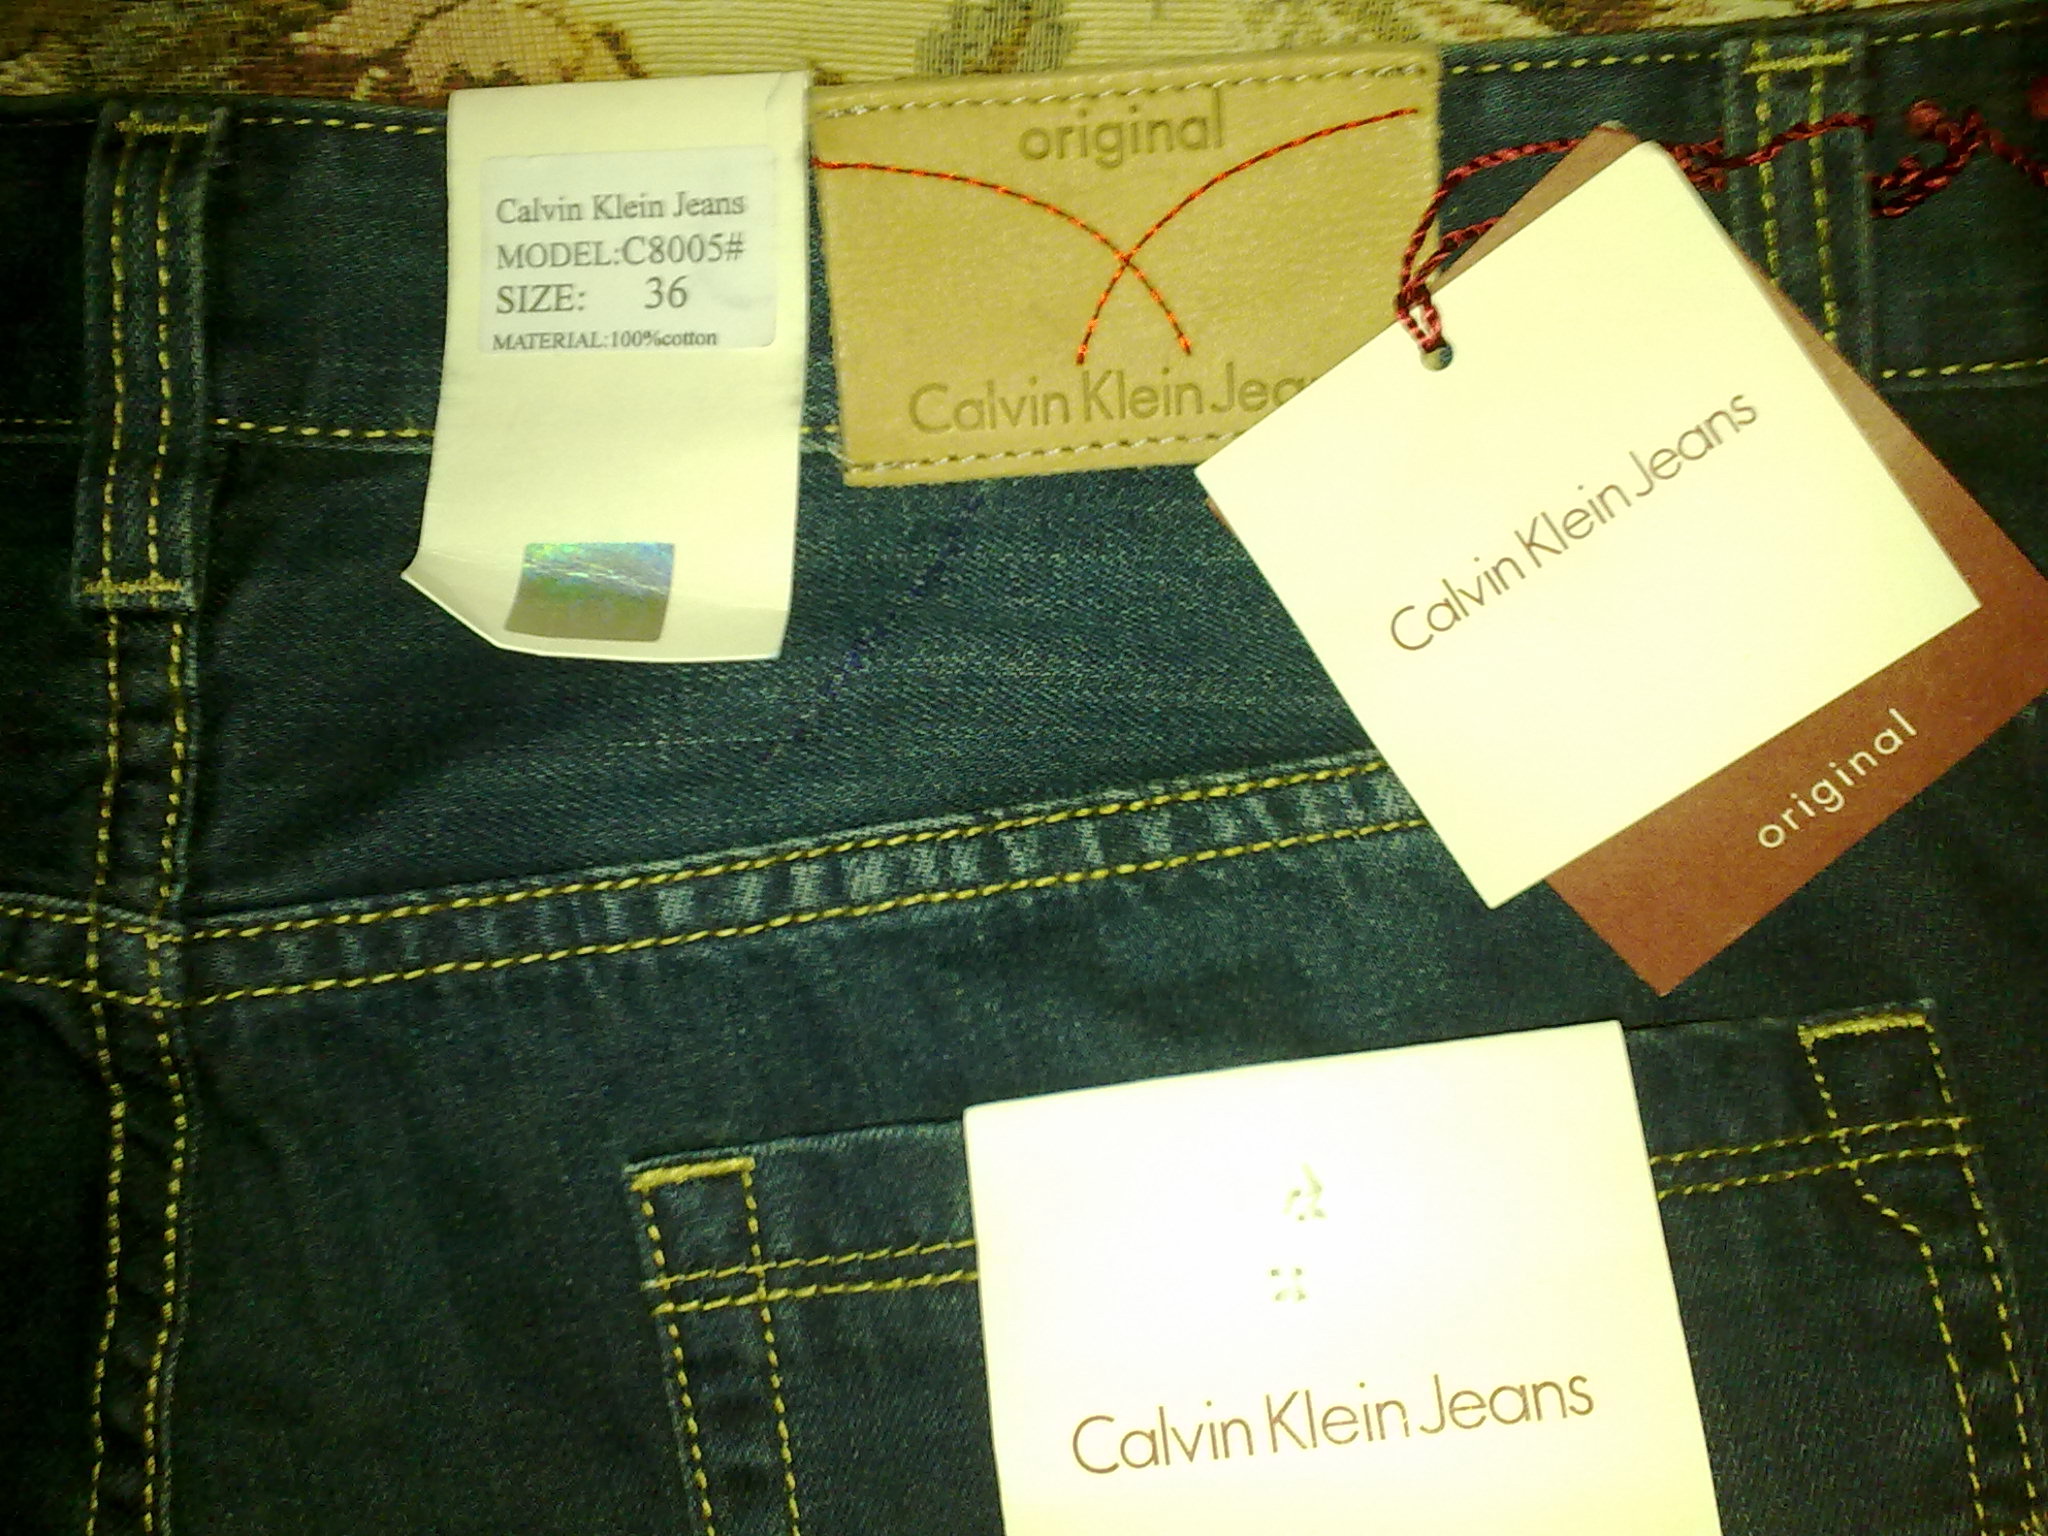 Calvin Klein Jeans
MODEL:C8005#
SIZE: 36
MATERIAL:100%cotton
original
Calvin Klein Jea
Calvin Klein Jeans
original
Calvin Klein Jeans